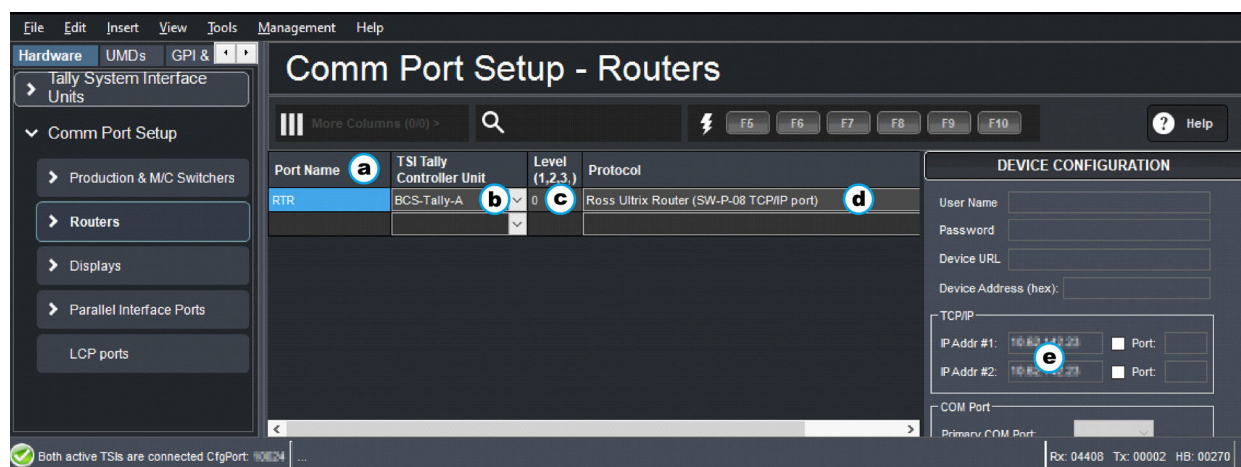 File Edit Insert View Tools Management Help
Hardware UMDs GPI &
Comm Port Setup - Routers
Tally System Interface
Units
Comm Port Setup
More Columns (0/0) >
F5 F6 F7 F8 F9 F10
? Help
Production & M/C Switchers
Routers
Displays
Parallel Interface Ports
LCP ports
Port Name a
TSI Tally
Controller Unit
Level
(1,2,3,)
Protocol
RTR BCS-Tally-A b 0 c Ross Ultrix Router (SW-P-08 TCP/IP port) d
DEVICE CONFIGURATION
User Name
Password
Device URL
Device Address (hex):
TCP/IP
IP Addr #1: Port:
e
IP Addr #2: Port:
COM Port
Primary COM Port:
Both active TSIs are connected CfgPort: ...
Rx: 04408 Tx: 00002 HB: 00270